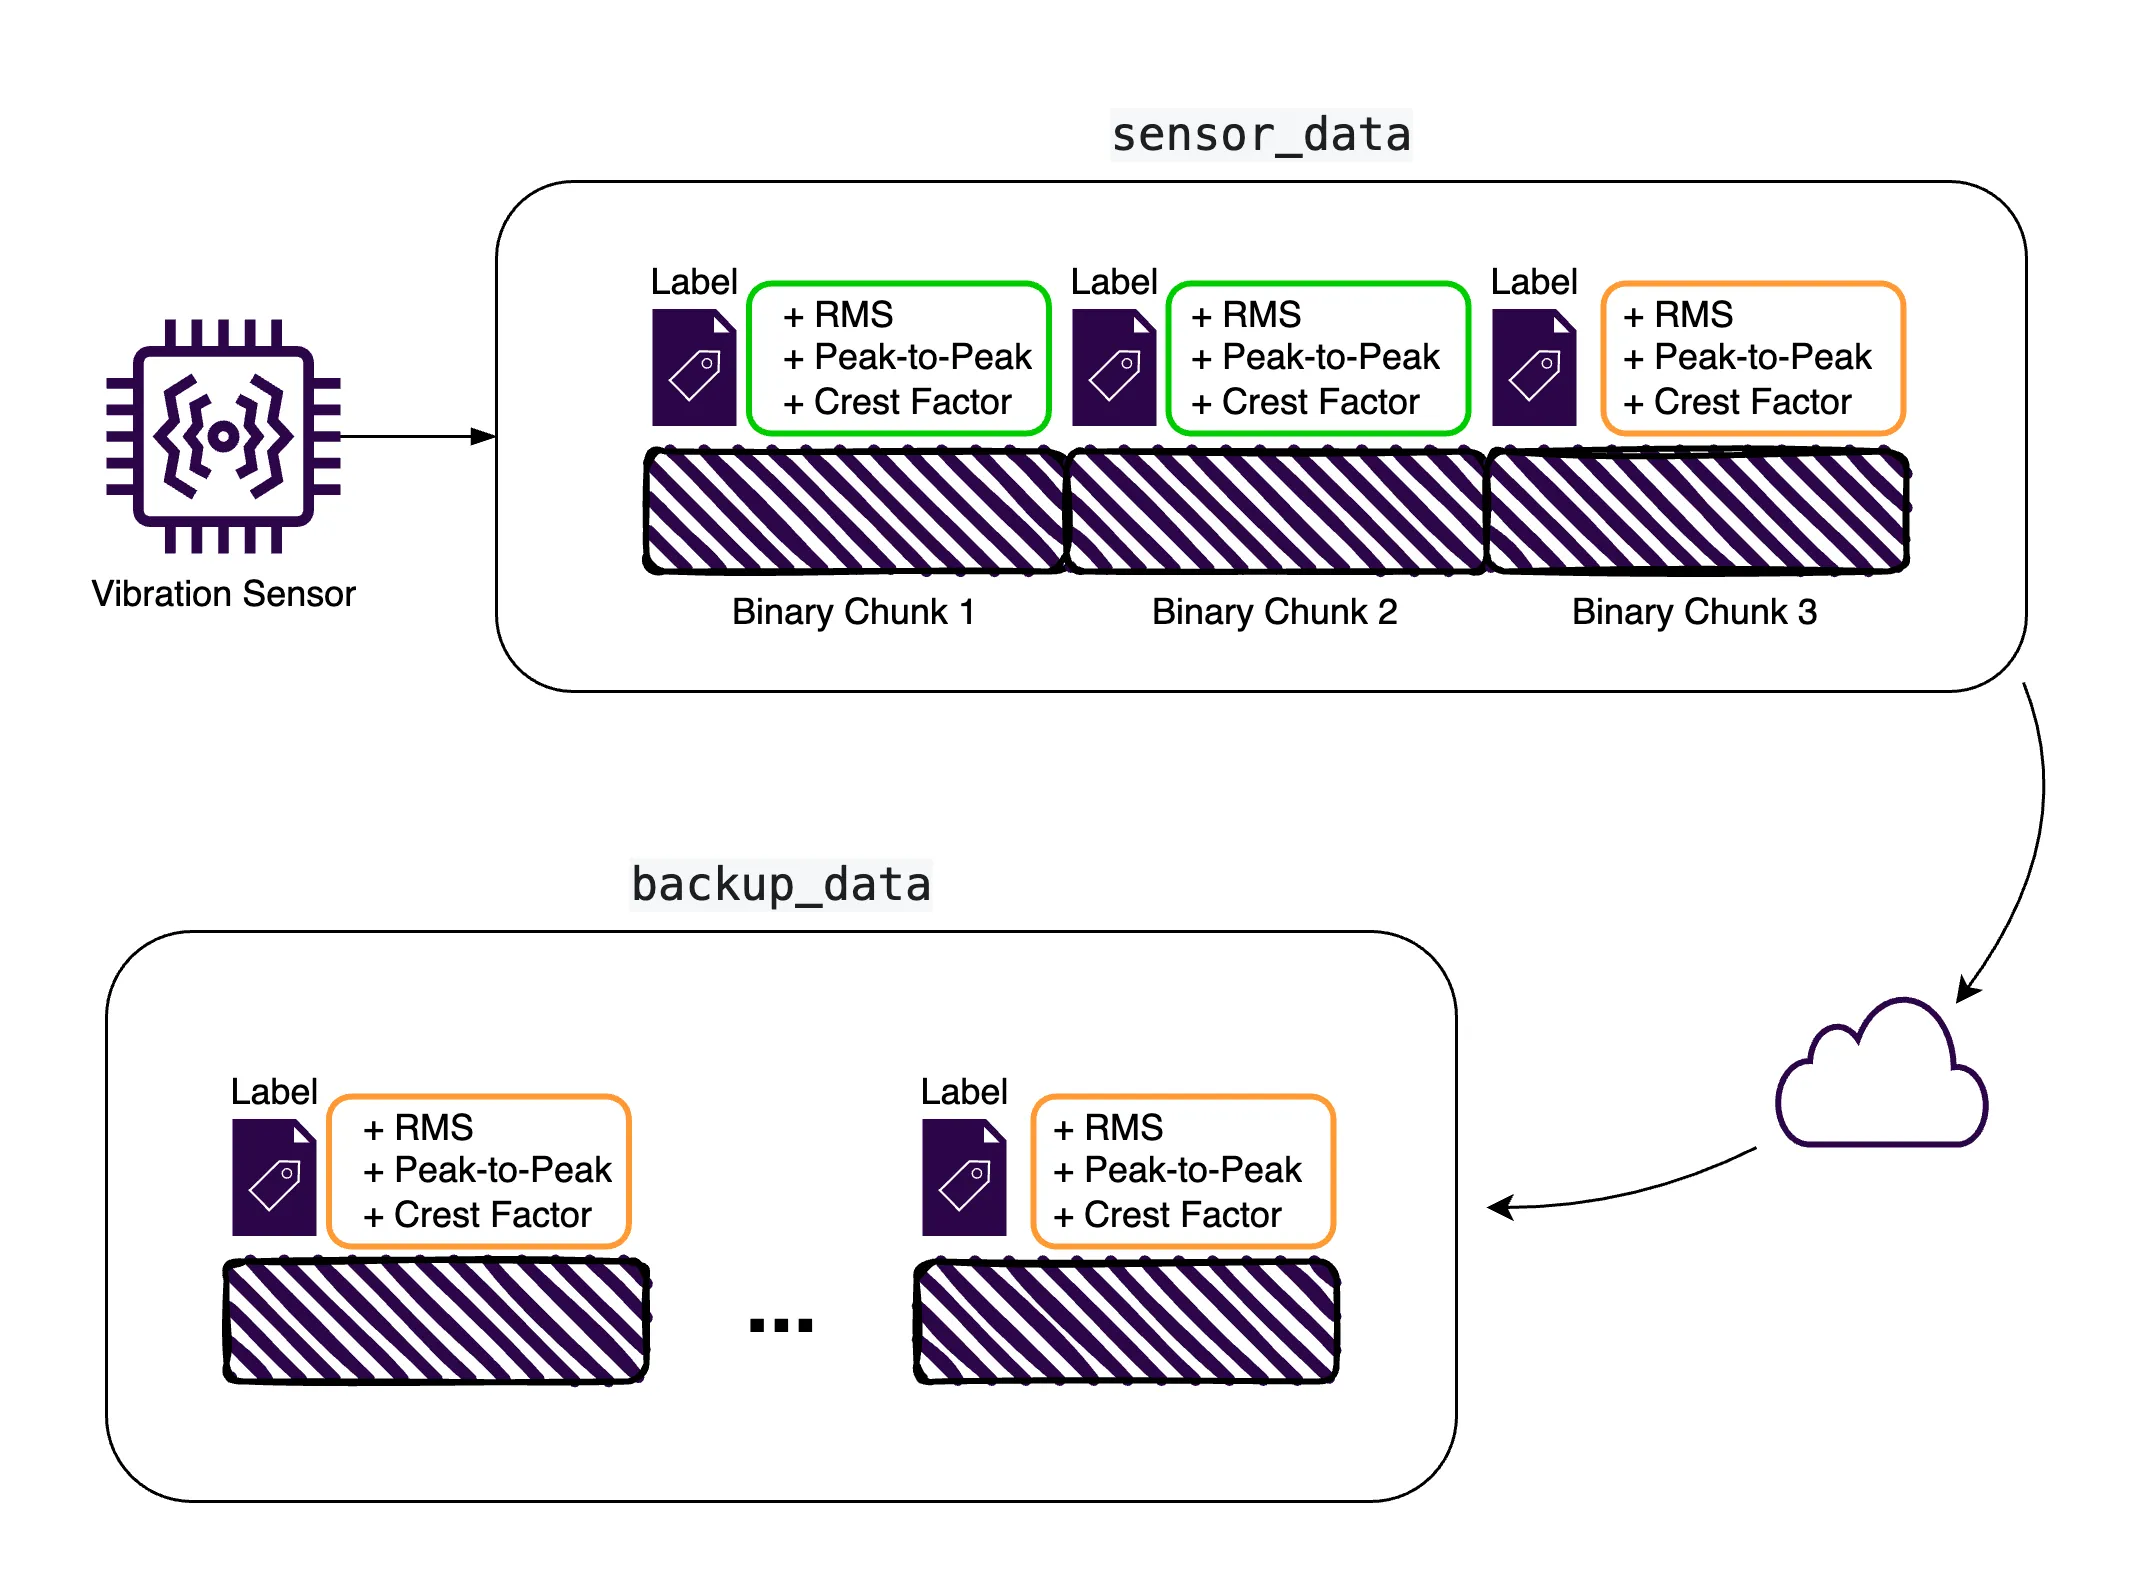 sensor_data
Label
+ RMS
+ Peak-to-Peak
+ Crest Factor
Label
+ RMS
+ Peak-to-Peak
+ Crest Factor
Label
+ RMS
+ Peak-to-Peak
+ Crest Factor
Vibration Sensor
Binary Chunk 1
Binary Chunk 2
Binary Chunk 3
backup_data
Label
+ RMS
+ Peak-to-Peak
+ Crest Factor
...
Label
+ RMS
+ Peak-to-Peak
+ Crest Factor